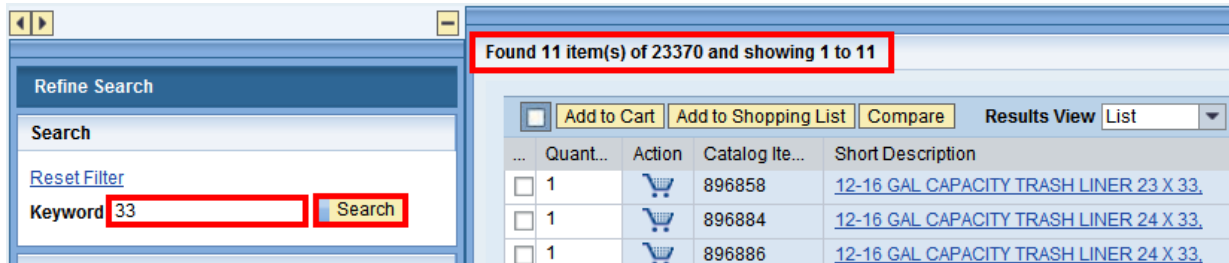 Found 11 item(s) of 23370 and showing 1 to 11
Refine Search
Search
Reset Filter
Keyword 33 Search
Add to Cart Add to Shopping List Compare Results View List
... Quant... Action Catalog Ite... Short Description
1 896858 12-16 GAL CAPACITY TRASH LINER 23 X 33,
1 896884 12-16 GAL CAPACITY TRASH LINER 24 X 33,
1 896886 12-16 GAL CAPACITY TRASH LINER 24 X 33,